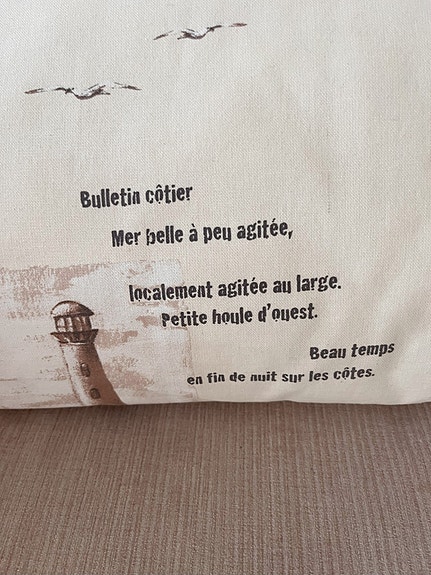 Bulletin côtier
Mer belle à peu agitée,
localement agitée au large.
Petite houle d'ouest.
Beau temps
en fin de nuit sur les côtes.